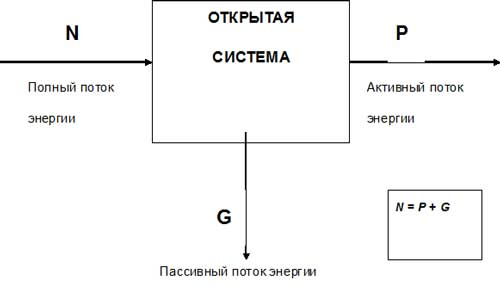 N
ОТКРЫТАЯ
СИСТЕМА
P
Полный поток
энергии
Активный поток
энергии
G
N = P + G
Пассивный поток энергии